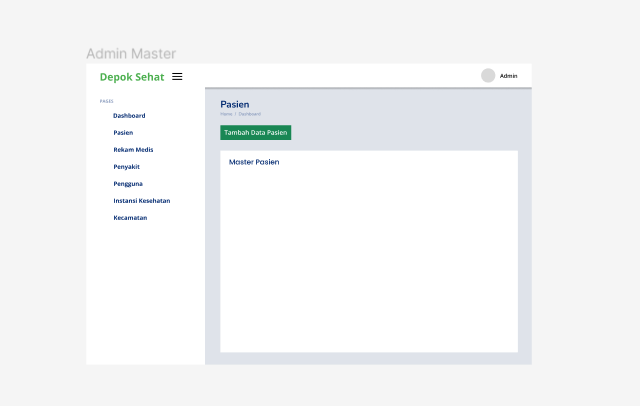 Admin Master
Depok Sehat
Admin
PAGES
Dashboard
Pasien
Rekam Medis
Penyakit
Pengguna
Instansi Kesehatan
Kecamatan
Pasien
Home / Dashboard
Tambah Data Pasien
Master Pasien